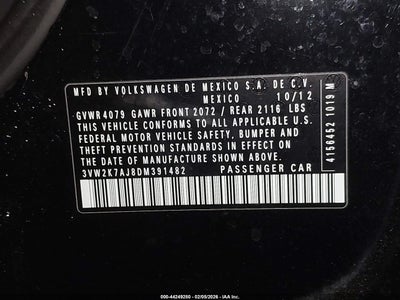 MFD BY VOLKSWAGEN DE MEXICO S.A. DE C.V.
MEXICO 10/12
GVWR 4079 GAWR FRONT 2072 / REAR 2116 LBS
THIS VEHICLE CONFORMS TO ALL APPLICABLE U.S.
FEDERAL MOTOR VEHICLE SAFETY, BUMPER AND
THEFT PREVENTION STANDARDS IN EFFECT ON THE
DATE OF MANUFACTURE SHOWN ABOVE.
3VW2K7AJ8DM391482 PASSENGER CAR
4156452 1019 M
000-44249280 / 02/05/2026 - IAA Inc.